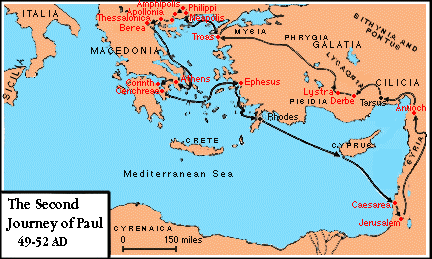 ITALIA
SICILIA
Amphipolis
Philippi
Apollonia
Neapolis
Thessalonica
Berea
MACEDONIA
Troas
MYSIA
PHRYGIA
GALATIA
BITHYNIA AND
PONTUS
LYCAONIA
CILICIA
Athens
Corinth
Cenchrea
Ephesus
Lystra
Derbe
PISIDIA
Tarsus
Antioch
SYRIA
Rhodes
CRETE
CYPRUS
Mediterranean Sea
Caesarea
Jerusalem
CYRENAICA
0 150 miles
The Second
Journey of Paul
49-52 AD